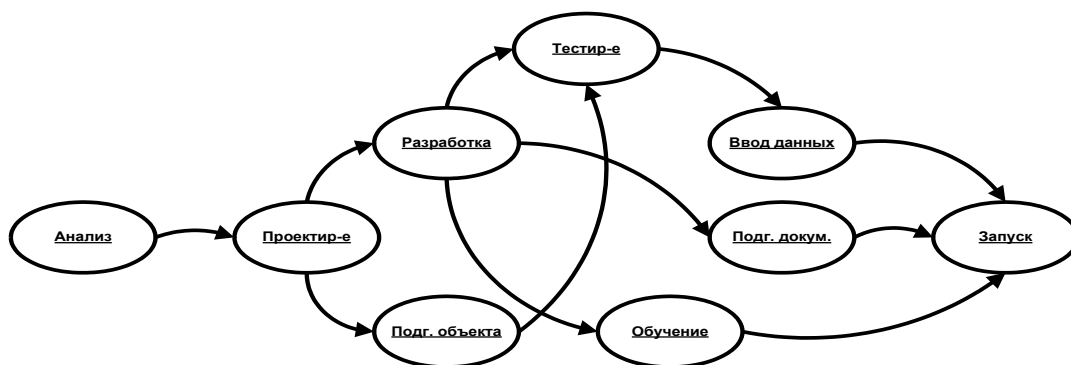 Тестир-е
Разработка
Ввод данных
Анализ
Проектир-е
Подг. докум.
Запуск
Подг. объекта
Обучение